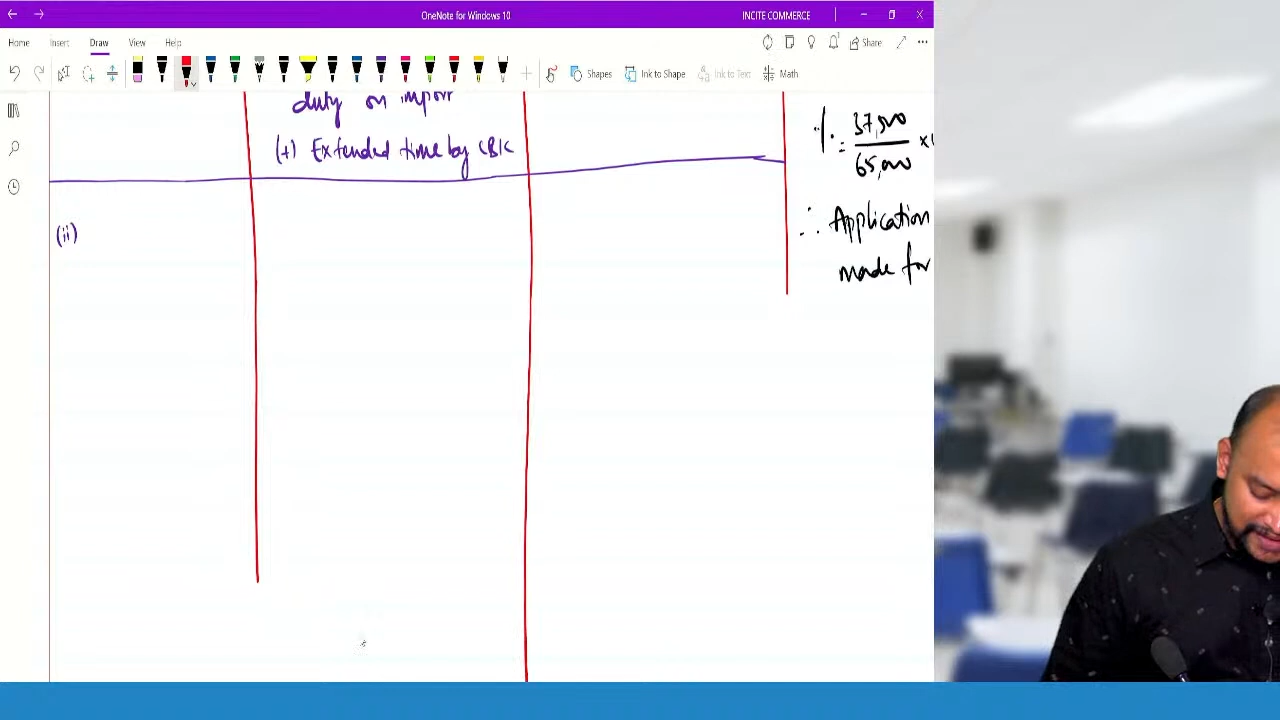 OneNote for Windows 10
INCITE COMMERCE
Home Insert Draw View Help
Share
Shapes
Ink to Shape
Ink to Text
Math
duty on import
(+) Extended time by CBIC
(ii)
% = 37,500
65,000 ×1
∴ Application
made for